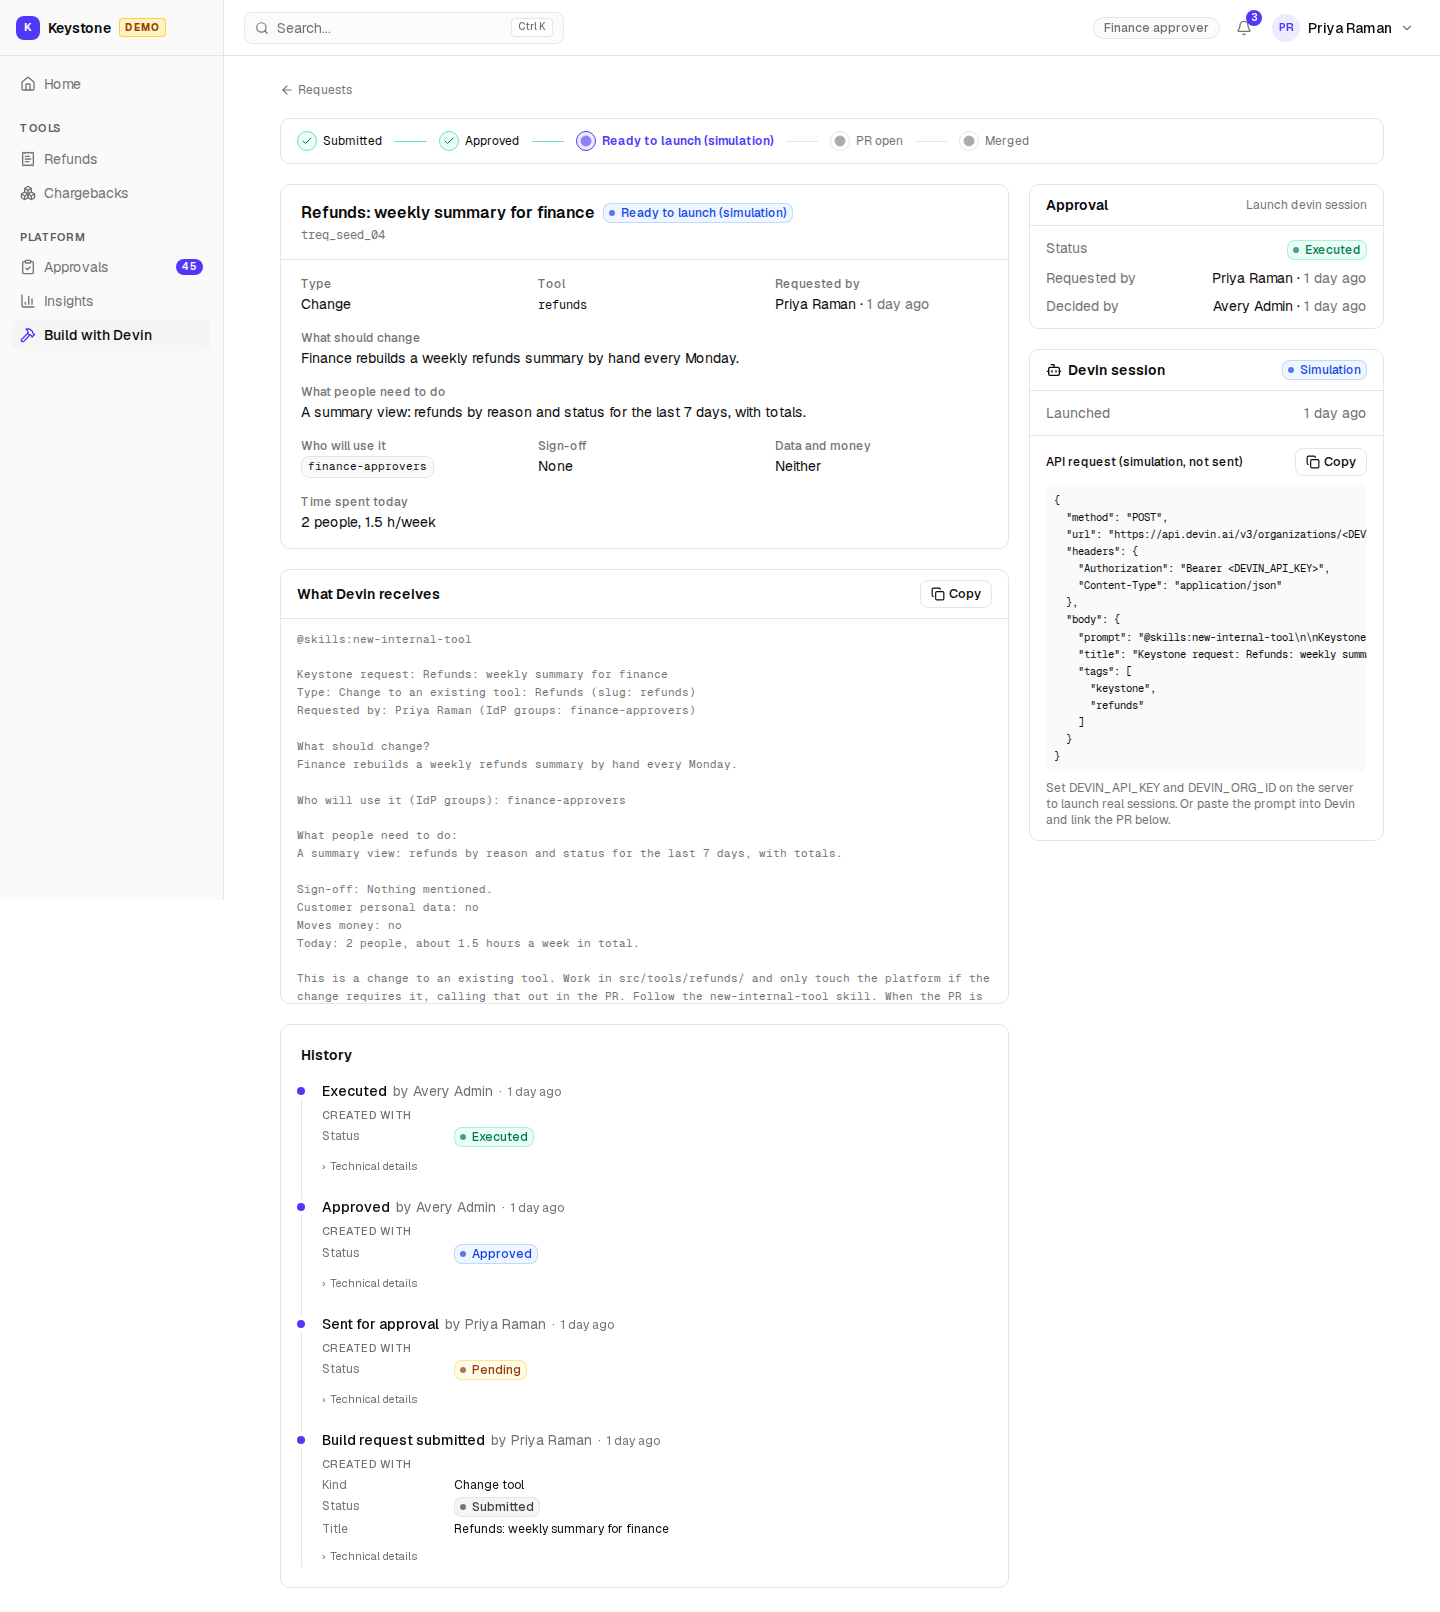 K Keystone DEMO
Search... Ctrl K
Finance approver
3
PR Priya Raman
Home
TOOLS
Refunds
Chargebacks
PLATFORM
Approvals 45
Insights
Build with Devin
Requests
Submitted
Approved
Ready to launch (simulation)
PR open
Merged
Refunds: weekly summary for finance
Ready to launch (simulation)
treq_seed_04
Type
Change
Tool
refunds
Requested by
Priya Raman · 1 day ago
What should change
Finance rebuilds a weekly refunds summary by hand every Monday.
What people need to do
A summary view: refunds by reason and status for the last 7 days, with totals.
Who will use it
finance-approvers
Sign-off
None
Data and money
Neither
Time spent today
2 people, 1.5 h/week
What Devin receives
Copy
@skills:new-internal-tool
Keystone request: Refunds: weekly summary for finance
Type: Change to an existing tool: Refunds (slug: refunds)
Requested by: Priya Raman (IdP groups: finance-approvers)
What should change?
Finance rebuilds a weekly refunds summary by hand every Monday.
Who will use it (IdP groups): finance-approvers
What people need to do:
A summary view: refunds by reason and status for the last 7 days, with totals.
Sign-off: Nothing mentioned.
Customer personal data: no
Moves money: no
Today: 2 people, about 1.5 hours a week in total.
This is a change to an existing tool. Work in src/tools/refunds/ and only touch the platform if the
change requires it, calling that out in the PR. Follow the new-internal-tool skill. When the PR is
History
Executed by Avery Admin · 1 day ago
CREATED WITH
Status Executed
› Technical details
Approved by Avery Admin · 1 day ago
CREATED WITH
Status Approved
› Technical details
Sent for approval by Priya Raman · 1 day ago
CREATED WITH
Status Pending
› Technical details
Build request submitted by Priya Raman · 1 day ago
CREATED WITH
Kind Change tool
Status Submitted
Title Refunds: weekly summary for finance
› Technical details
Approval
Launch devin session
Status Executed
Requested by Priya Raman · 1 day ago
Decided by Avery Admin · 1 day ago
Devin session
Simulation
Launched 1 day ago
API request (simulation, not sent)
Copy
{
"method": "POST",
"url": "https://api.devin.ai/v3/organizations/<DEV
"headers": {
"Authorization": "Bearer <DEVIN_API_KEY>",
"Content-Type": "application/json"
},
"body": {
"prompt": "@skills:new-internal-tool\n\nKeystone
"title": "Keystone request: Refunds: weekly summ
"tags": [
"keystone",
"refunds"
]
}
}
Set DEVIN_API_KEY and DEVIN_ORG_ID on the server
to launch real sessions. Or paste the prompt into Devin
and link the PR below.